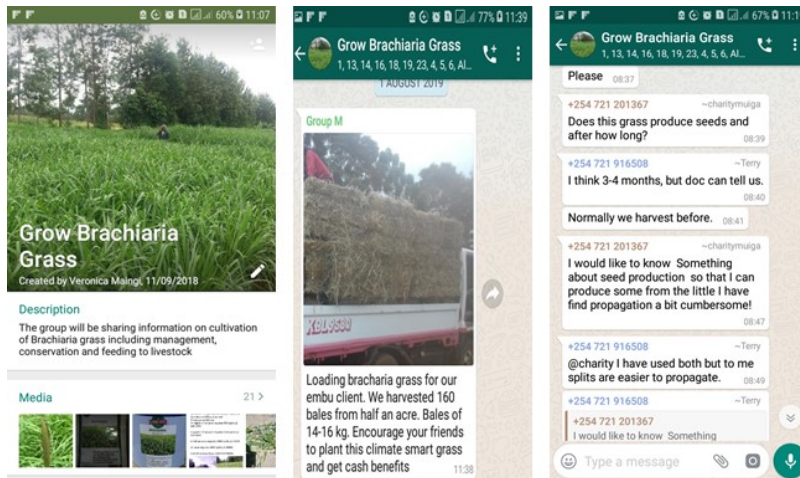 60% 11:07
Grow Brachiaria
Grass
Created by Veronica Maingi, 11/09/2018
Description
The group will be sharing information on cultivation
of Brachiaria grass including management,
conservation and feeding to livestock
Media 21 >
77% 11:39
Grow Brachiaria Grass
1, 13, 14, 16, 18, 19, 23, 4, 5, 6, Al...
1 AUGUST 2019
Group M
KBL 958U
Loading bracharia grass for our
embu client. We harvested 160
bales from half an acre. Bales of
14-16 kg. Encourage your friends
to plant this climate smart grass
and get cash benefits
11:38
67% 11:1
Grow Brachiaria Grass
1, 13, 14, 16, 18, 19, 23, 4, 5, 6, Al...
Please 08:37
+254 721 201367 ~charitymuiga
Does this grass produce seeds and
after how long?
08:39
+254 721 916508 ~Terry
I think 3-4 months, but doc can tell us.
08:40
Normally we harvest before. 08:41
+254 721 201367 ~charitymuiga
I would like to know Something
about seed production so that I can
produce some from the little I have
find propagation a bit cumbersome!
08:47
+254 721 916508 ~Terry
@charity I have used both but to me
splits are easier to propagate. 08:49
+254 721 916508 ~Terry
+254 721 201367
I would like to know Something
Type a message